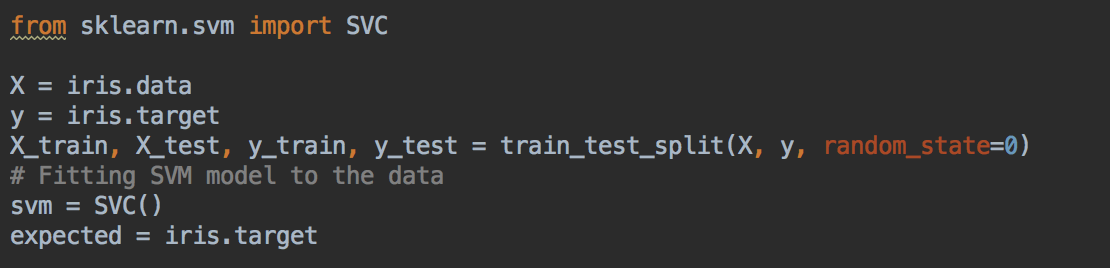 from sklearn.svm import SVC
X = iris.data
y = iris.target
X_train, X_test, y_train, y_test = train_test_split(X, y, random_state=0)
# Fitting SVM model to the data
svm = SVC()
expected = iris.target